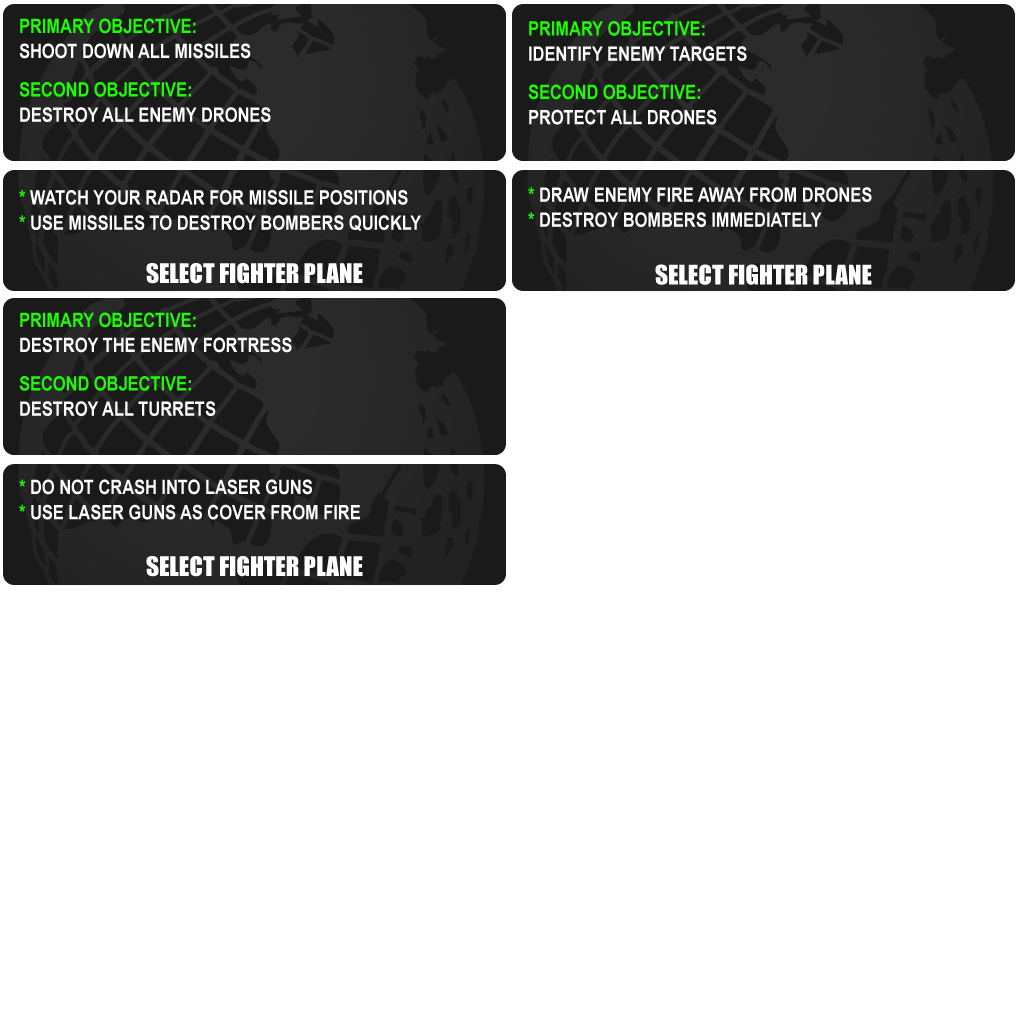 PRIMARY OBJECTIVE:
SHOOT DOWN ALL MISSILES
SECOND OBJECTIVE:
DESTROY ALL ENEMY DRONES
* WATCH YOUR RADAR FOR MISSILE POSITIONS
* USE MISSILES TO DESTROY BOMBERS QUICKLY
SELECT FIGHTER PLANE
PRIMARY OBJECTIVE:
IDENTIFY ENEMY TARGETS
SECOND OBJECTIVE:
PROTECT ALL DRONES
* DRAW ENEMY FIRE AWAY FROM DRONES
* DESTROY BOMBERS IMMEDIATELY
SELECT FIGHTER PLANE
PRIMARY OBJECTIVE:
DESTROY THE ENEMY FORTRESS
SECOND OBJECTIVE:
DESTROY ALL TURRETS
* DO NOT CRASH INTO LASER GUNS
* USE LASER GUNS AS COVER FROM FIRE
SELECT FIGHTER PLANE